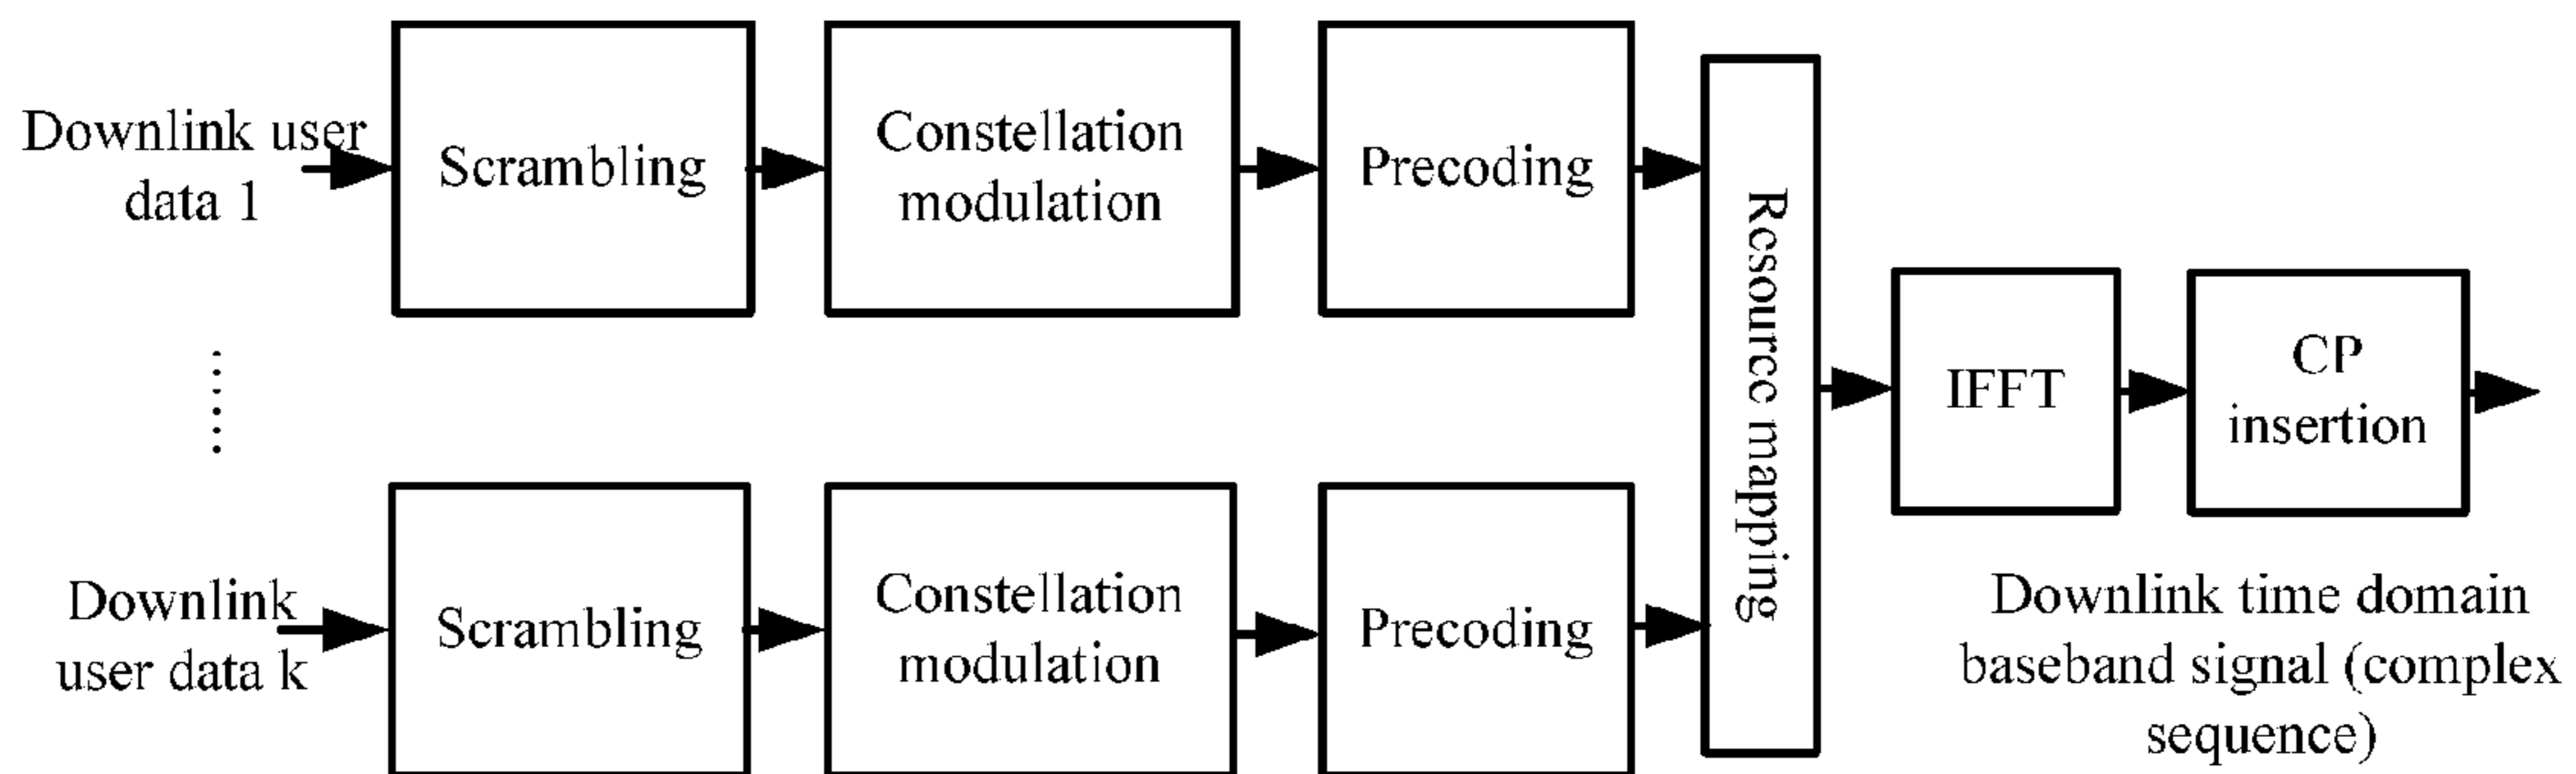 Downlink user
data 1
Scrambling
Constellation
modulation
Precoding
Resource mapping
IFFT
CP
insertion
Downlink
user data k
Scrambling
Constellation
modulation
Precoding
Downlink time domain
baseband signal (complex
sequence)